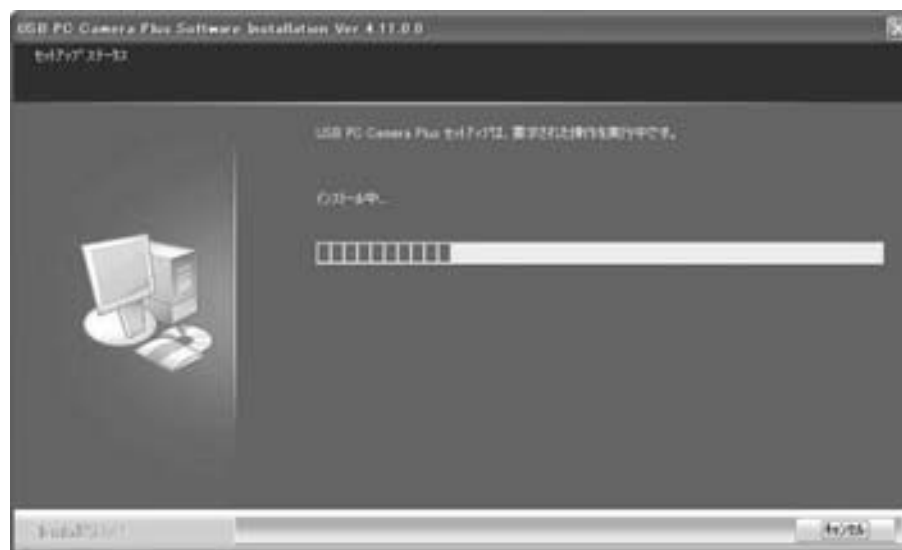 USB PC Camera Plus Software Installation Ver 4.11.0.0
セットアップ ステータス
USB PC Camera Plus セットアップは、要求された操作を実行中です。
インストール中...
InstallShield
キャンセル